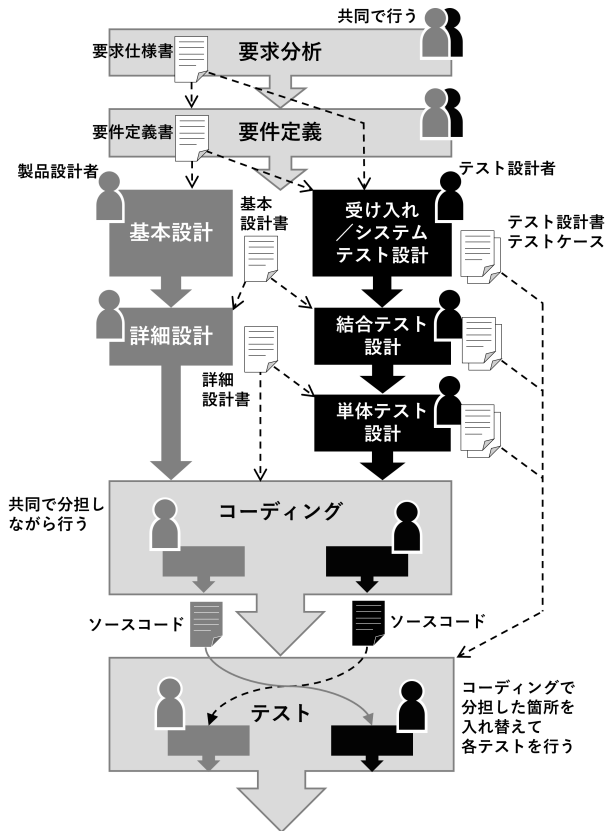 共同で行う
要求仕様書
要求分析
要件定義書
要件定義
製品設計者
テスト設計者
基本設計
基本
設計書
受け入れ
／システム
テスト設計
テスト設計書
テストケース
詳細設計
結合テスト
設計
詳細
設計書
単体テスト
設計
共同で分担し
ながら行う
コーディング
ソースコード
ソースコード
テスト
コーディングで
分担した箇所を
入れ替えて
各テストを行う